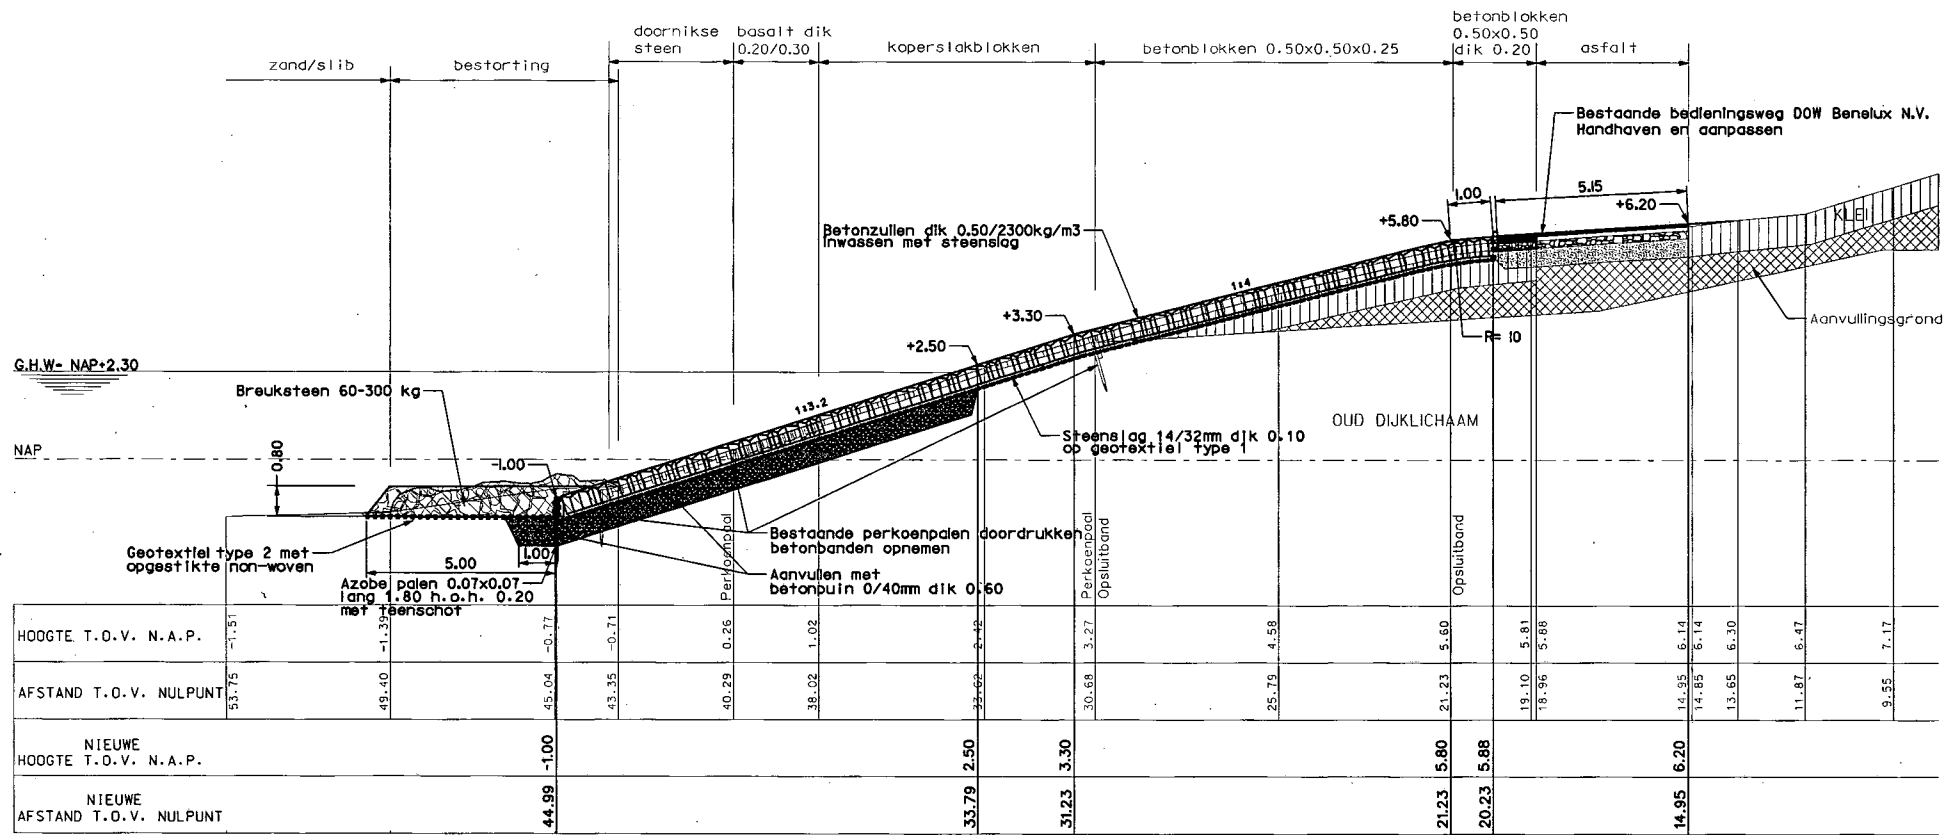 betonblokken
0.50x0.50
dik 0.20
doornikse
steen
basalt dik
0.20/0.30
koperslakblokken
betonblokken 0.50x0.50x0.25
asfalt
zand/slib
bestorting
Bestaande bedieningsweg DOW Benelux N.V.
Handhaven en aanpassen
1.00
5.15
+6.20
+5.80
KLEI
Betonzuilen dik 0.50/2300kg/m3
Inwassen met steenslag
1:4
+3.30
Aanvullingsgrond
R= 10
+2.50
G.H.W= NAP+2.30
Breuksteen 60-300 kg
1:3.2
OUD DIJKLICHAAM
Steenslag 14/32mm dik 0.10
op geotextiel type 1
NAP
0.80
-1.00
Bestaande perkoenpalen doordrukken
betonbanden opnemen
Geotextiel type 2 met
opgestikte non-woven
1.00
5.00
Aanvullen met
betonpuin 0/40mm dik 0.60
Azobe palen 0.07x0.07
lang 1.80 h.o.h. 0.20
met teenschot
Perkoenpaal
Perkoenpaal
Opsluitband
Opsluitband
HOOGTE T.O.V. N.A.P. -1.51 -1.39 -0.77 -0.71 0.26 1.02 2.42 3.27 4.58 5.60 5.81 5.88 6.14 6.14 6.30 6.47 7.17
AFSTAND T.O.V. NULPUNT 53.75 49.40 45.04 43.35 40.29 38.02 33.62 30.68 25.79 21.23 19.10 18.96 14.95 14.85 13.65 11.87 9.55
NIEUWE
HOOGTE T.O.V. N.A.P. -1.00 2.50 3.30 5.80 5.88 6.20
NIEUWE
AFSTAND T.O.V. NULPUNT 44.99 33.79 31.23 21.23 20.23 14.95